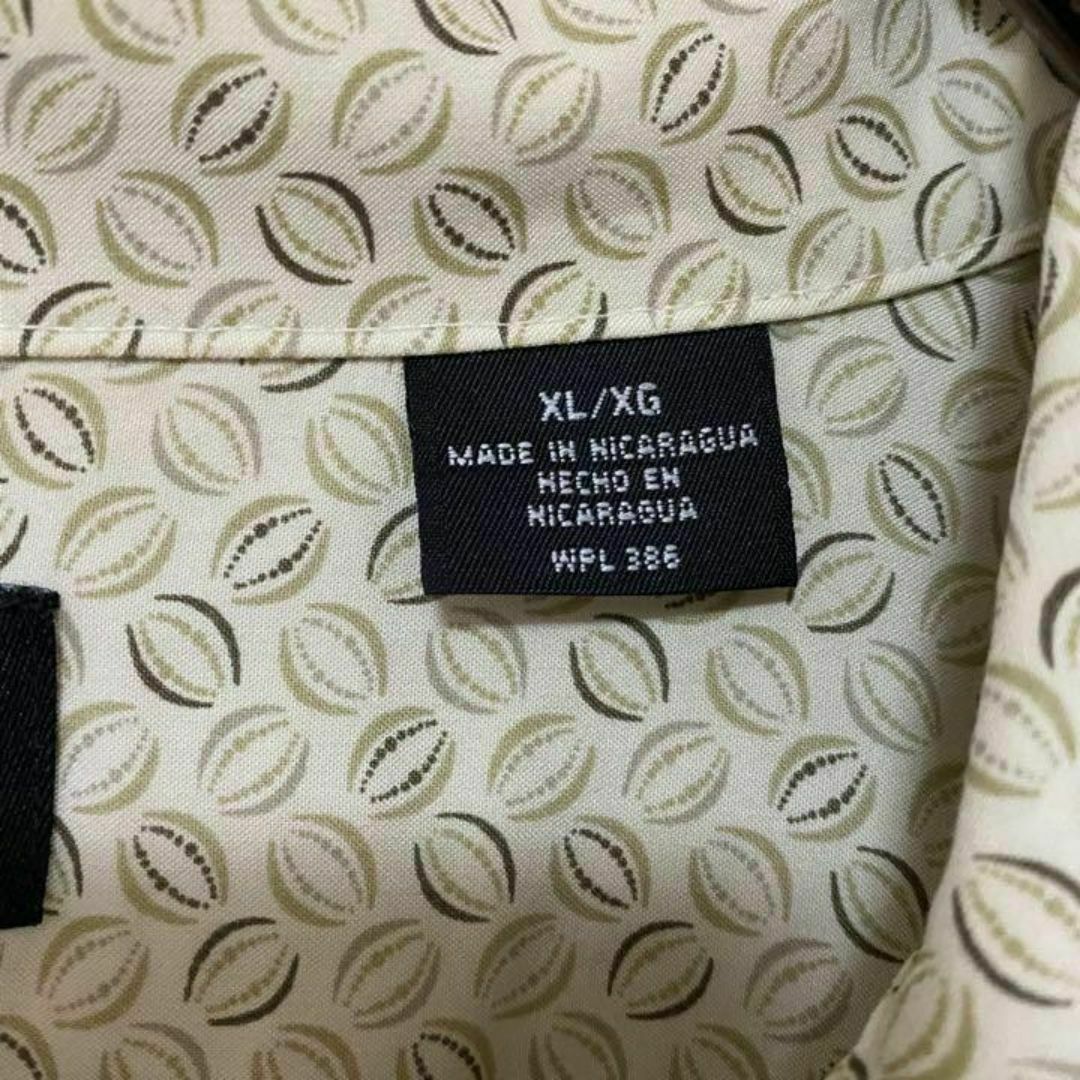 XL/XG
MADE IN NICARAGUA
HECHO EN
NICARAGUA
WPL 386